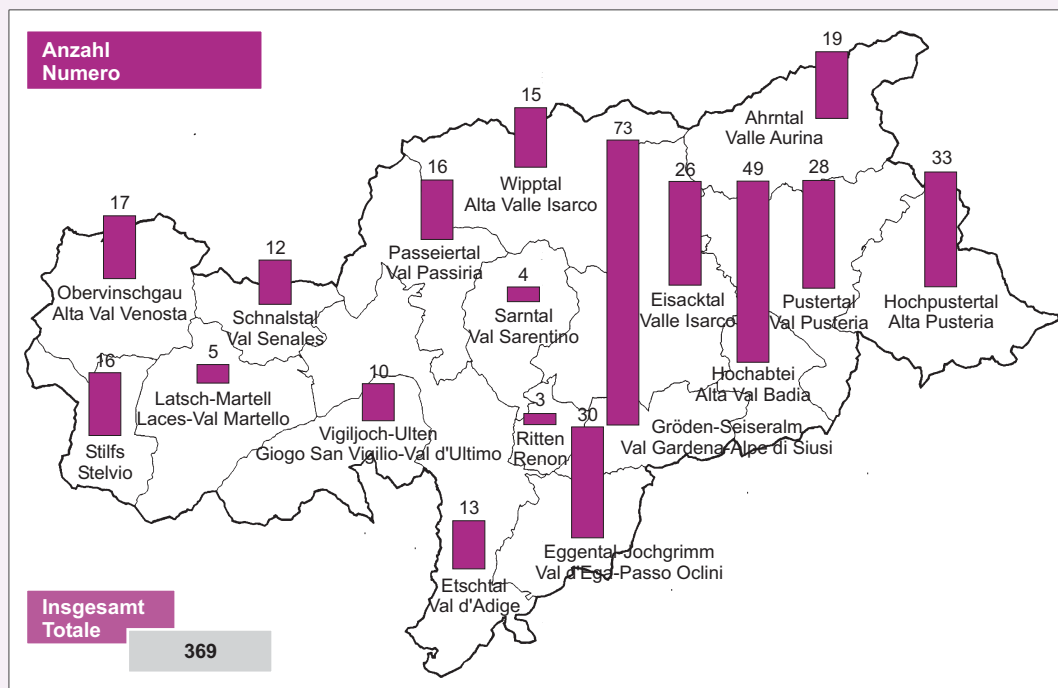 Anzahl
Numero
19
Ahrntal
Valle Aurina
15
Wipptal
Alta Valle Isarco
73
Gröden-Seiseralm
Val Gardena-Alpe di Siusi
16
Passeiertal
Val Passiria
26
Eisacktal
Valle Isarco
49
Hochabtei
Alta Val Badia
28
Pustertal
Val Pusteria
33
Hochpustertal
Alta Pusteria
17
Obervinschgau
Alta Val Venosta
12
Schnalstal
Val Senales
4
Sarntal
Val Sarentino
16
Stilfs
Stelvio
5
Latsch-Martell
Laces-Val Martello
10
Vigiljoch-Ulten
Giogo San Vigilio-Val d'Ultimo
3
Ritten
Renon
30
Eggental-Jochgrimm
Val d'Ega-Passo Oclini
13
Etschtal
Val d'Adige
Insgesamt
Totale
369